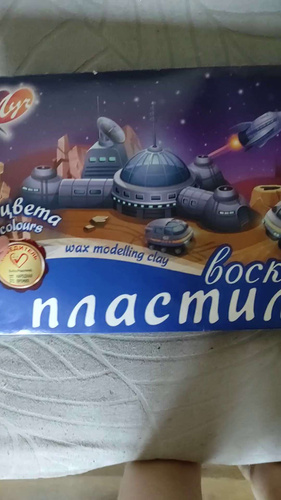 Луч
цвета
colours
wax modelling clay
воск
пластил